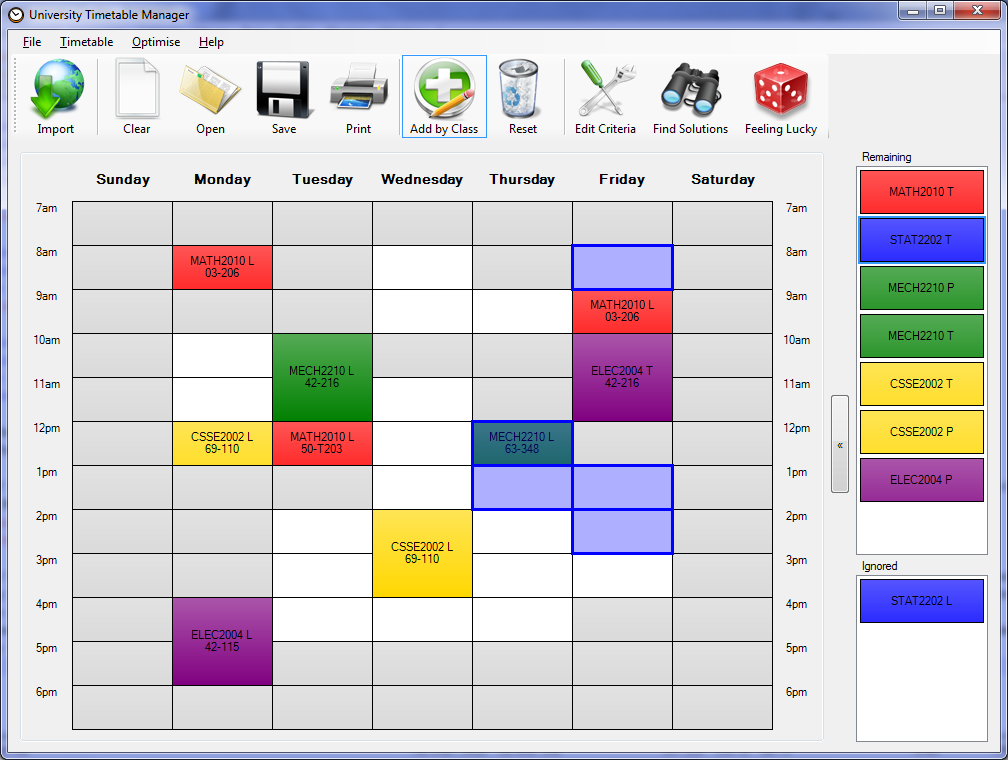 University Timetable Manager
File Timetable Optimise Help
Import Clear Open Save Print Add by Class Reset Edit Criteria Find Solutions Feeling Lucky
Sunday Monday Tuesday Wednesday Thursday Friday Saturday
7am 7am
8am 8am
MATH2010 L
03-206
9am 9am
MATH2010 L
03-206
10am 10am
MECH2210 L
42-216
ELEC2004 T
42-216
11am 11am
12pm 12pm
CSSE2002 L
69-110
MATH2010 L
50-T203
MECH2210 L
63-348
1pm 1pm
2pm 2pm
CSSE2002 L
69-110
3pm 3pm
4pm 4pm
ELEC2004 L
42-115
5pm 5pm
6pm 6pm
«
Remaining
MATH2010 T
STAT2202 T
MECH2210 P
MECH2210 T
CSSE2002 T
CSSE2002 P
ELEC2004 P
Ignored
STAT2202 L